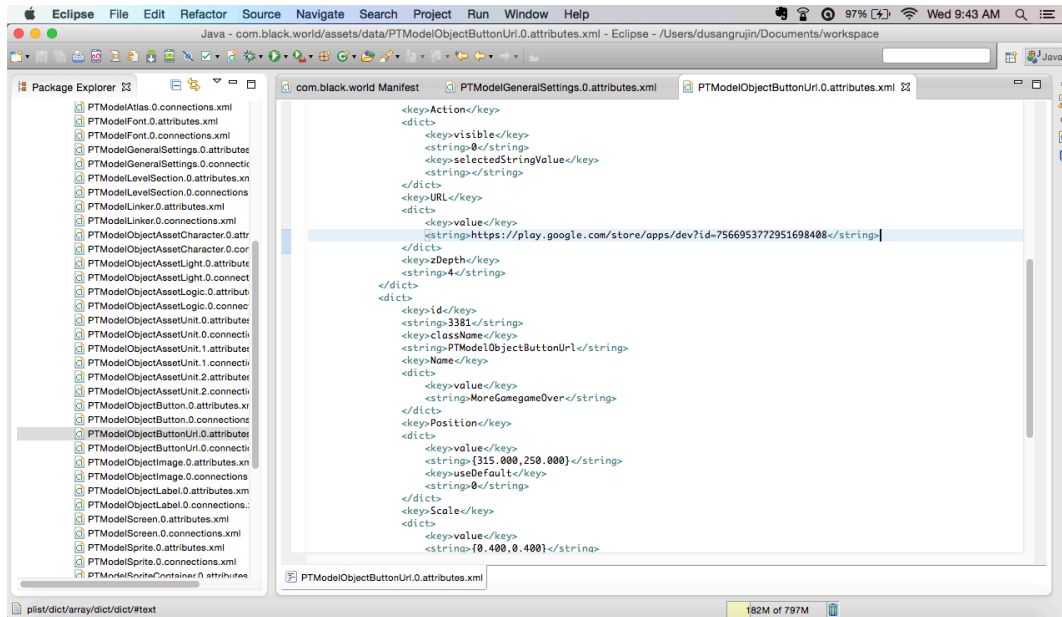 Eclipse File Edit Refactor Source Navigate Search Project Run Window Help 97% Wed 9:43 AM
Java - com.black.world/assets/data/PTModelObjectButtonUrl.0.attributes.xml - Eclipse - /Users/dusangrujin/Documents/workspace
Java
Package Explorer
PTModelAtlas.0.connections.xml
PTModelFont.0.attributes.xml
PTModelFont.0.connections.xml
PTModelGeneralSettings.0.attributes
PTModelGeneralSettings.0.connectic
PTModelLevelSection.0.attributes.xn
PTModelLevelSection.0.connections
PTModelLinker.0.attributes.xml
PTModelLinker.0.connections.xml
PTModelObjectAssetCharacter.0.attr
PTModelObjectAssetCharacter.0.cor
PTModelObjectAssetLight.0.attribute
PTModelObjectAssetLight.0.connect
PTModelObjectAssetLogic.0.attribut
PTModelObjectAssetLogic.0.connec
PTModelObjectAssetUnit.0.attributes
PTModelObjectAssetUnit.0.connecti
PTModelObjectAssetUnit.1.attributes
PTModelObjectAssetUnit.1.connecti
PTModelObjectAssetUnit.2.attributes
PTModelObjectAssetUnit.2.connecti
PTModelObjectButton.0.attributes.xr
PTModelObjectButton.0.connections
PTModelObjectButtonUrl.0.attributes
PTModelObjectButtonUrl.0.connectic
PTModelObjectImage.0.attributes.xn
PTModelObjectImage.0.connections
PTModelObjectLabel.0.attributes.xm
PTModelObjectLabel.0.connections.
PTModelScreen.0.attributes.xml
PTModelScreen.0.connections.xml
PTModelSprite.0.attributes.xml
PTModelSprite.0.connections.xml
PTModelSpriteContainer.0.attributes
com.black.world Manifest PTModelGeneralSettings.0.attributes.xml PTModelObjectButtonUrl.0.attributes.xml
<key>Action</key>
<dict>
<key>visible</key>
<string>0</string>
<key>selectedStringValue</key>
<string></string>
</dict>
<key>URL</key>
<dict>
<key>value</key>
<string>https://play.google.com/store/apps/dev?id=7566953772951698408</string>
</dict>
<key>zDepth</key>
<string>4</string>
</dict>
<dict>
<key>id</key>
<string>3381</string>
<key>className</key>
<string>PTModelObjectButtonUrl</string>
<key>Name</key>
<dict>
<key>value</key>
<string>MoreGamegameOver</string>
</dict>
<key>Position</key>
<dict>
<key>value</key>
<string>{315.000,250.000}</string>
<key>useDefault</key>
<string>0</string>
</dict>
<key>Scale</key>
<dict>
<key>value</key>
<string>{0.400,0.400}</string>
PTModelObjectButtonUrl.0.attributes.xml
plist/dict/array/dict/dict/#text
182M of 797M